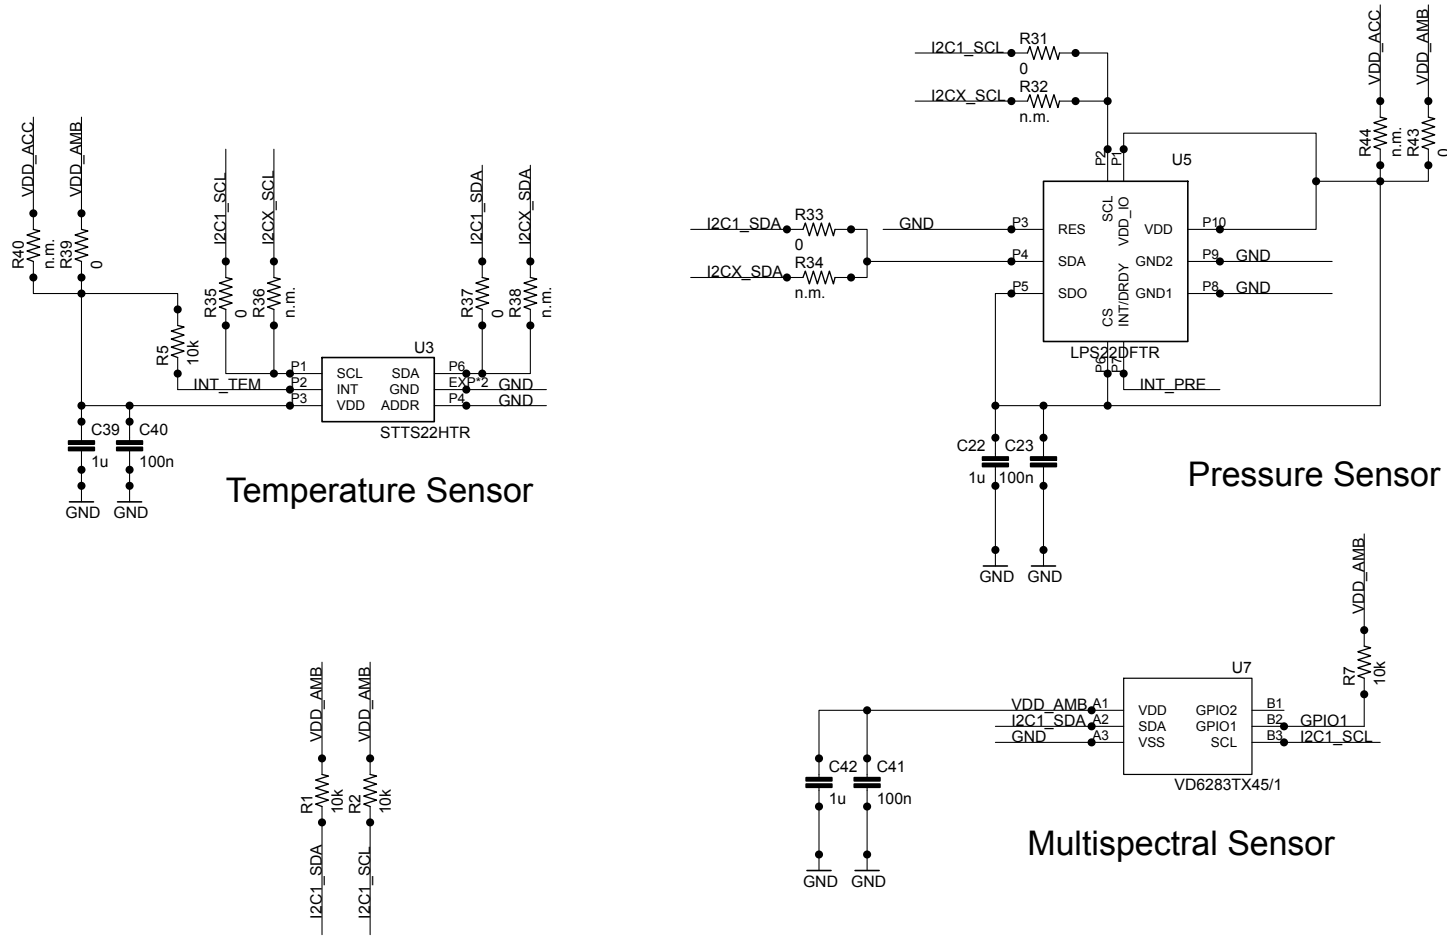 VDD_ACC
VDD_AMB
R40
n.m.
R39
0
R5
10k
I2C1_SCL
I2CX_SCL
R35
0
R36
n.m.
I2C1_SDA
I2CX_SDA
R37
0
R38
n.m.
U3
P1 SCL SDA P6
INT_TEM P2 INT GND EXP*2 GND
P3 VDD ADDR P4 GND
STTS22HTR
C39
1u
C40
100n
GND GND
Temperature Sensor
I2C1_SCL R31
0
I2CX_SCL R32
n.m.
VDD_ACC
VDD_AMB
R44
n.m.
R43
0
P2
P1
U5
I2C1_SDA R33
0
I2CX_SDA R34
n.m.
SCL
VDD_IO
GND P3 RES VDD P10
P4 SDA GND2 P9 GND
P5 SDO GND1 P8 GND
CS
INT/DRDY
LPS22DFTR
P6
P7
INT_PRE
C22
1u
C23
100n
GND GND
Pressure Sensor
VDD_AMB
R7
10k
U7
VDD_AMB A1 VDD GPIO2 B1
I2C1_SDA A2 SDA GPIO1 B2 GPIO1
GND A3 VSS SCL B3 I2C1_SCL
VD6283TX45/1
C42
1u
C41
100n
GND GND
Multispectral Sensor
VDD_AMB
VDD_AMB
R1
10k
R2
10k
I2C1_SDA
I2C1_SCL